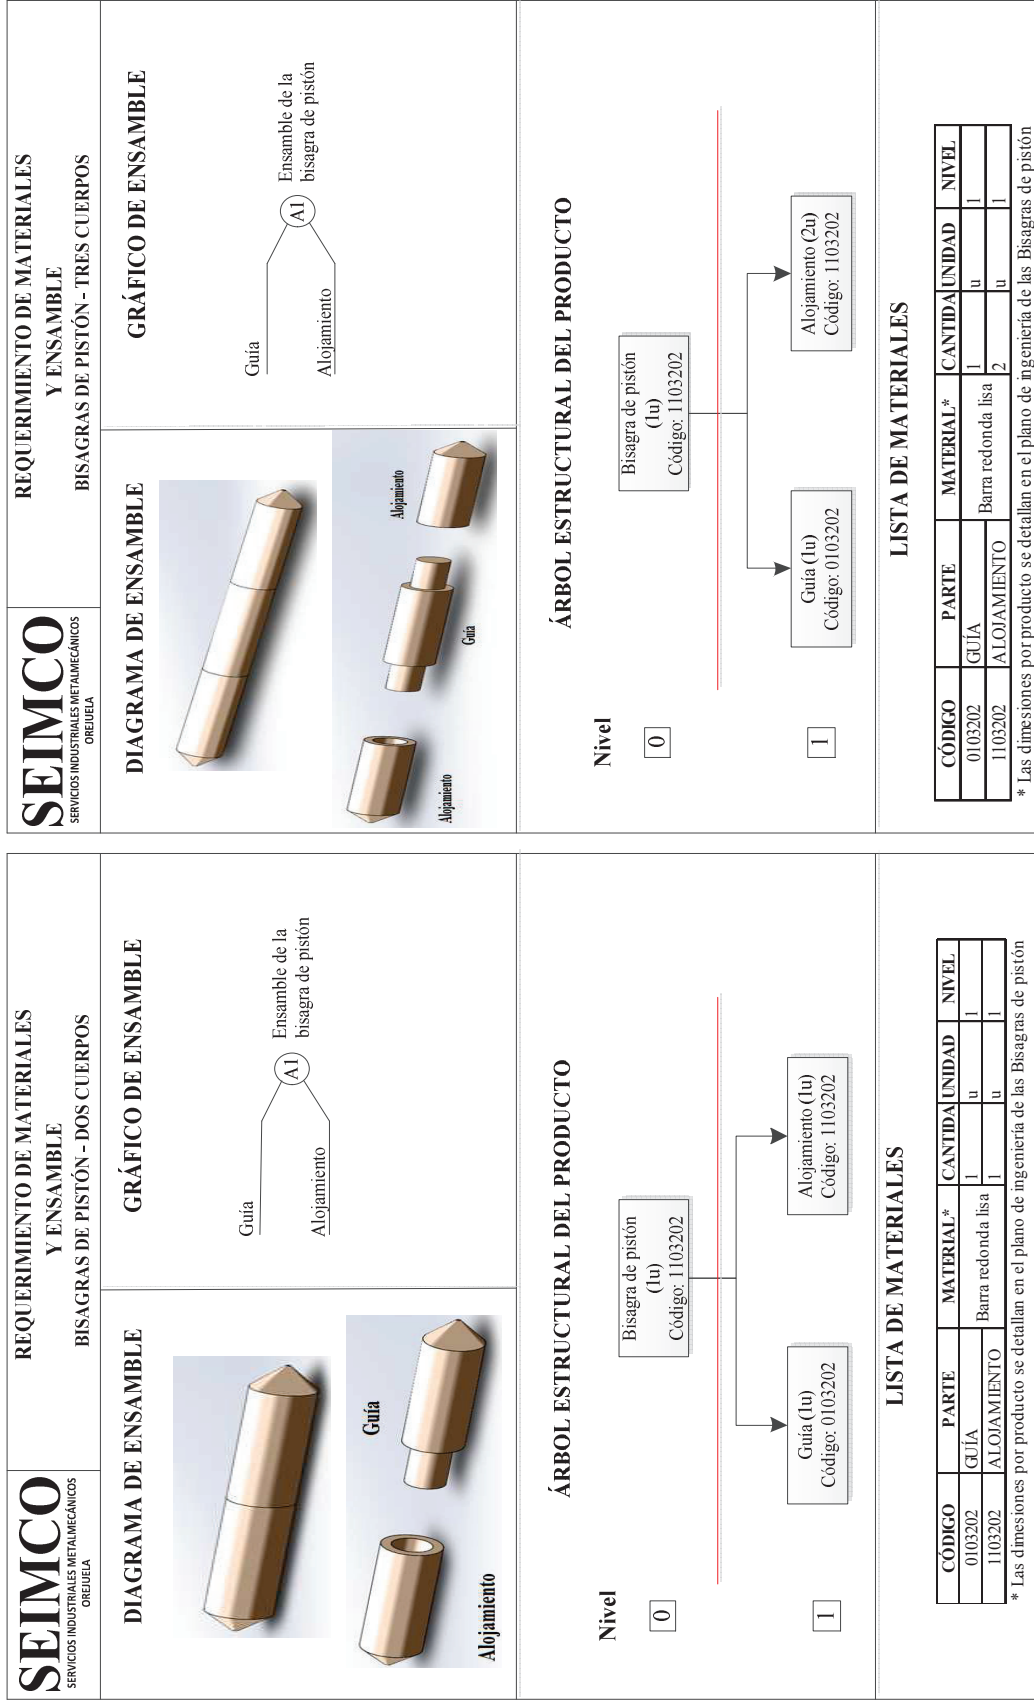 SEIMCO
SERVICIOS INDUSTRIALES METALMECÁNICOS
OREJUELA
REQUERIMIENTO DE MATERIALES
Y ENSAMBLE
BISAGRAS DE PISTÓN – DOS CUERPOS
DIAGRAMA DE ENSAMBLE
Guía
Alojamiento
GRÁFICO DE ENSAMBLE
Guía
Alojamiento
A1
Ensamble de la
bisagra de pistón
ÁRBOL ESTRUCTURAL DEL PRODUCTO
Nivel
0
1
Bisagra de pistón
(1u)
Código: 1103202
Guía (1u)
Código: 0103202
Alojamiento (1u)
Código: 1103202
LISTA DE MATERIALES
CÓDIGO PARTE MATERIAL* CANTIDA UNIDAD NIVEL
0103202 GUÍA Barra redonda lisa 1 u 1
1103202 ALOJAMIENTO 1 u 1
* Las dimesiones por producto se detallan en el plano de ingeniería de las Bisagras de pistón
SEIMCO
SERVICIOS INDUSTRIALES METALMECÁNICOS
OREJUELA
REQUERIMIENTO DE MATERIALES
Y ENSAMBLE
BISAGRAS DE PISTÓN – TRES CUERPOS
DIAGRAMA DE ENSAMBLE
Alojamiento
Guía
Alojamiento
GRÁFICO DE ENSAMBLE
Guía
Alojamiento
A1
Ensamble de la
bisagra de pistón
ÁRBOL ESTRUCTURAL DEL PRODUCTO
Nivel
0
1
Bisagra de pistón
(1u)
Código: 1103202
Guía (1u)
Código: 0103202
Alojamiento (2u)
Código: 1103202
LISTA DE MATERIALES
CÓDIGO PARTE MATERIAL* CANTIDA UNIDAD NIVEL
0103202 GUÍA Barra redonda lisa 1 u 1
1103202 ALOJAMIENTO 2 u 1
* Las dimesiones por producto se detallan en el plano de ingeniería de las Bisagras de pistón